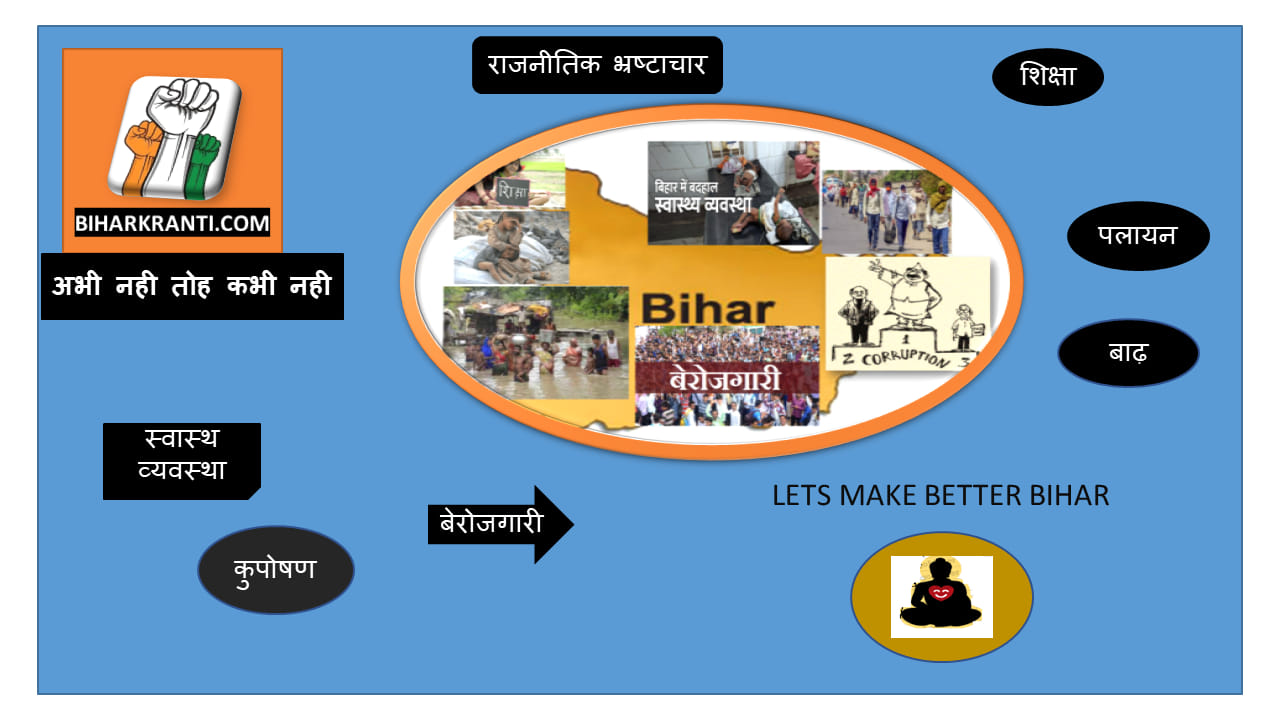 राजनीतिक भ्रष्टाचार
शिक्षा
BIHARKRANTI.COM
अभी नही तोह कभी नही
शिक्षा
बिहार में बदहाल
स्वास्थ्य व्यवस्था
पलायन
Bihar
1
2 CORRUPTION 3
बेरोजगारी
बाढ़
स्वास्थ
व्यवस्था
LETS MAKE BETTER BIHAR
बेरोजगारी
कुपोषण